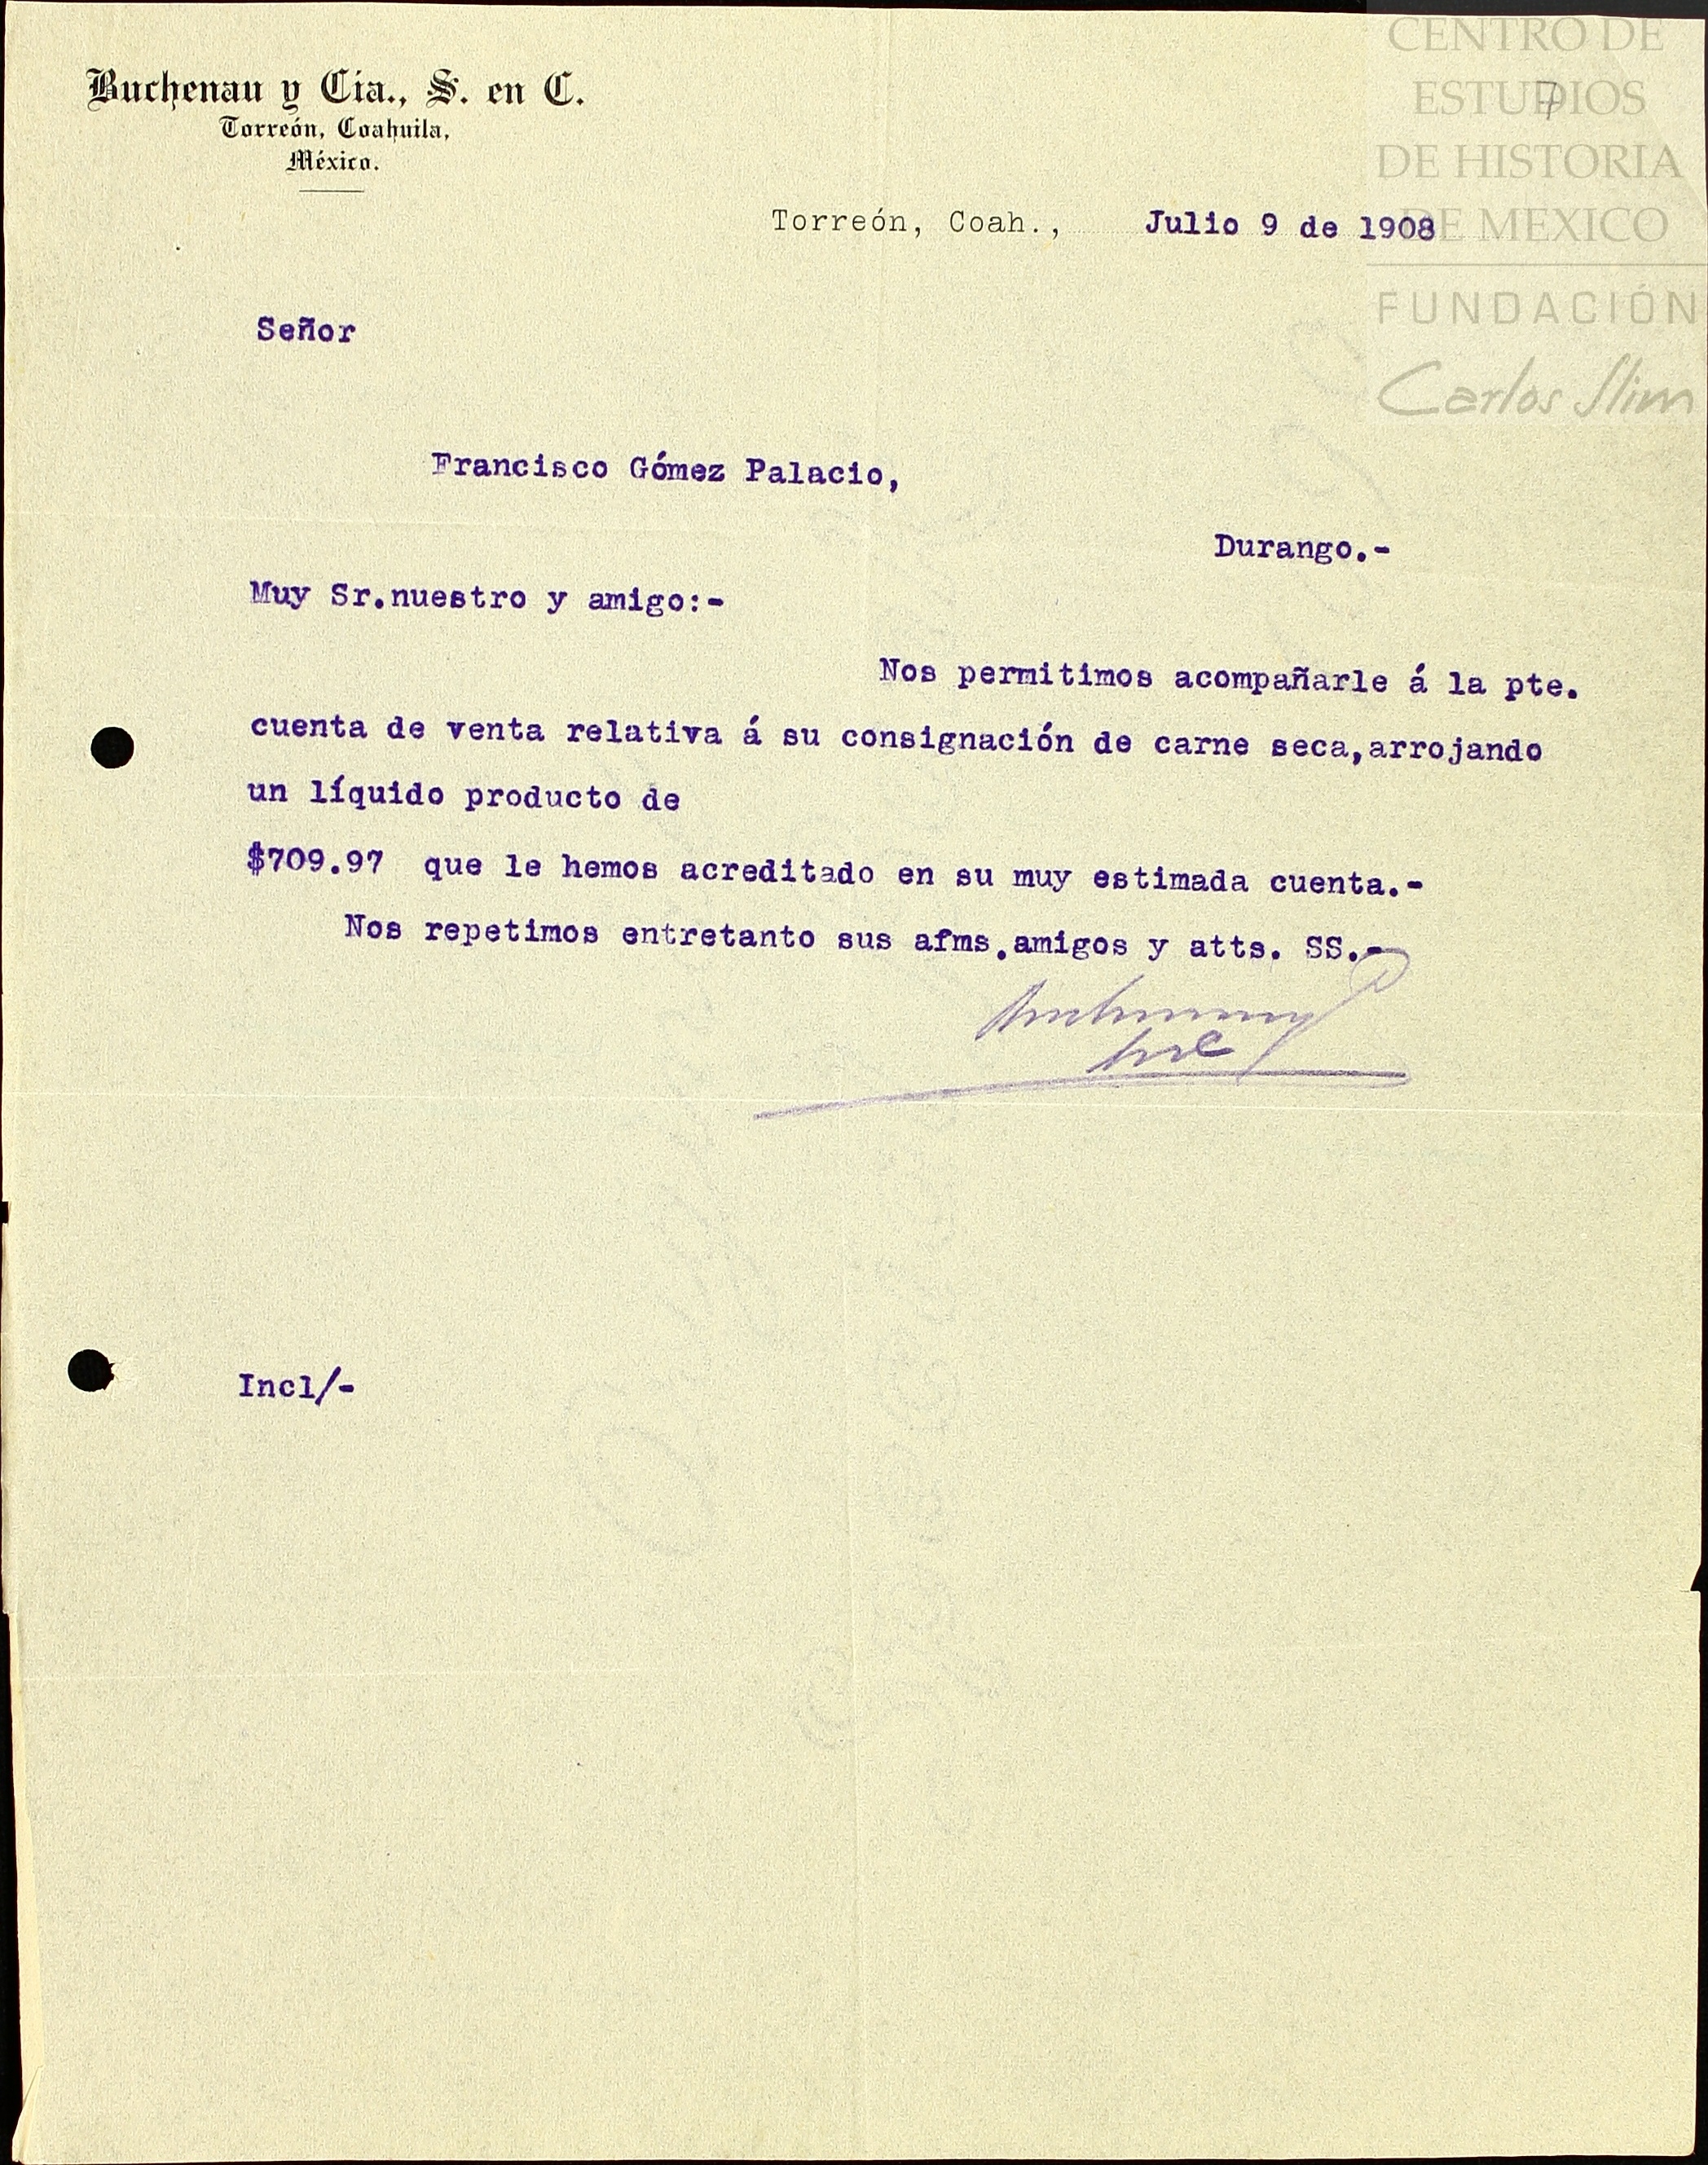 Buchenau y Cia., S. en C.
Torreón, Coahuila,
México.
CENTRO DE
ESTUDIOS
DE HISTORIA
DE MEXICO
FUNDACIÓN
Carlos Slim
7
Torreón, Coah., Julio 9 de 1908
Señor
Francisco Gómez Palacio,
Durango.-
Muy Sr.nuestro y amigo:-
Nos permitimos acompañarle á la pte.
cuenta de venta relativa á su consignación de carne seca,arrojando
un líquido producto de
$709.97 que le hemos acreditado en su muy estimada cuenta.-
Nos repetimos entretanto sus afms.amigos y atts. SS.-
Incl/-